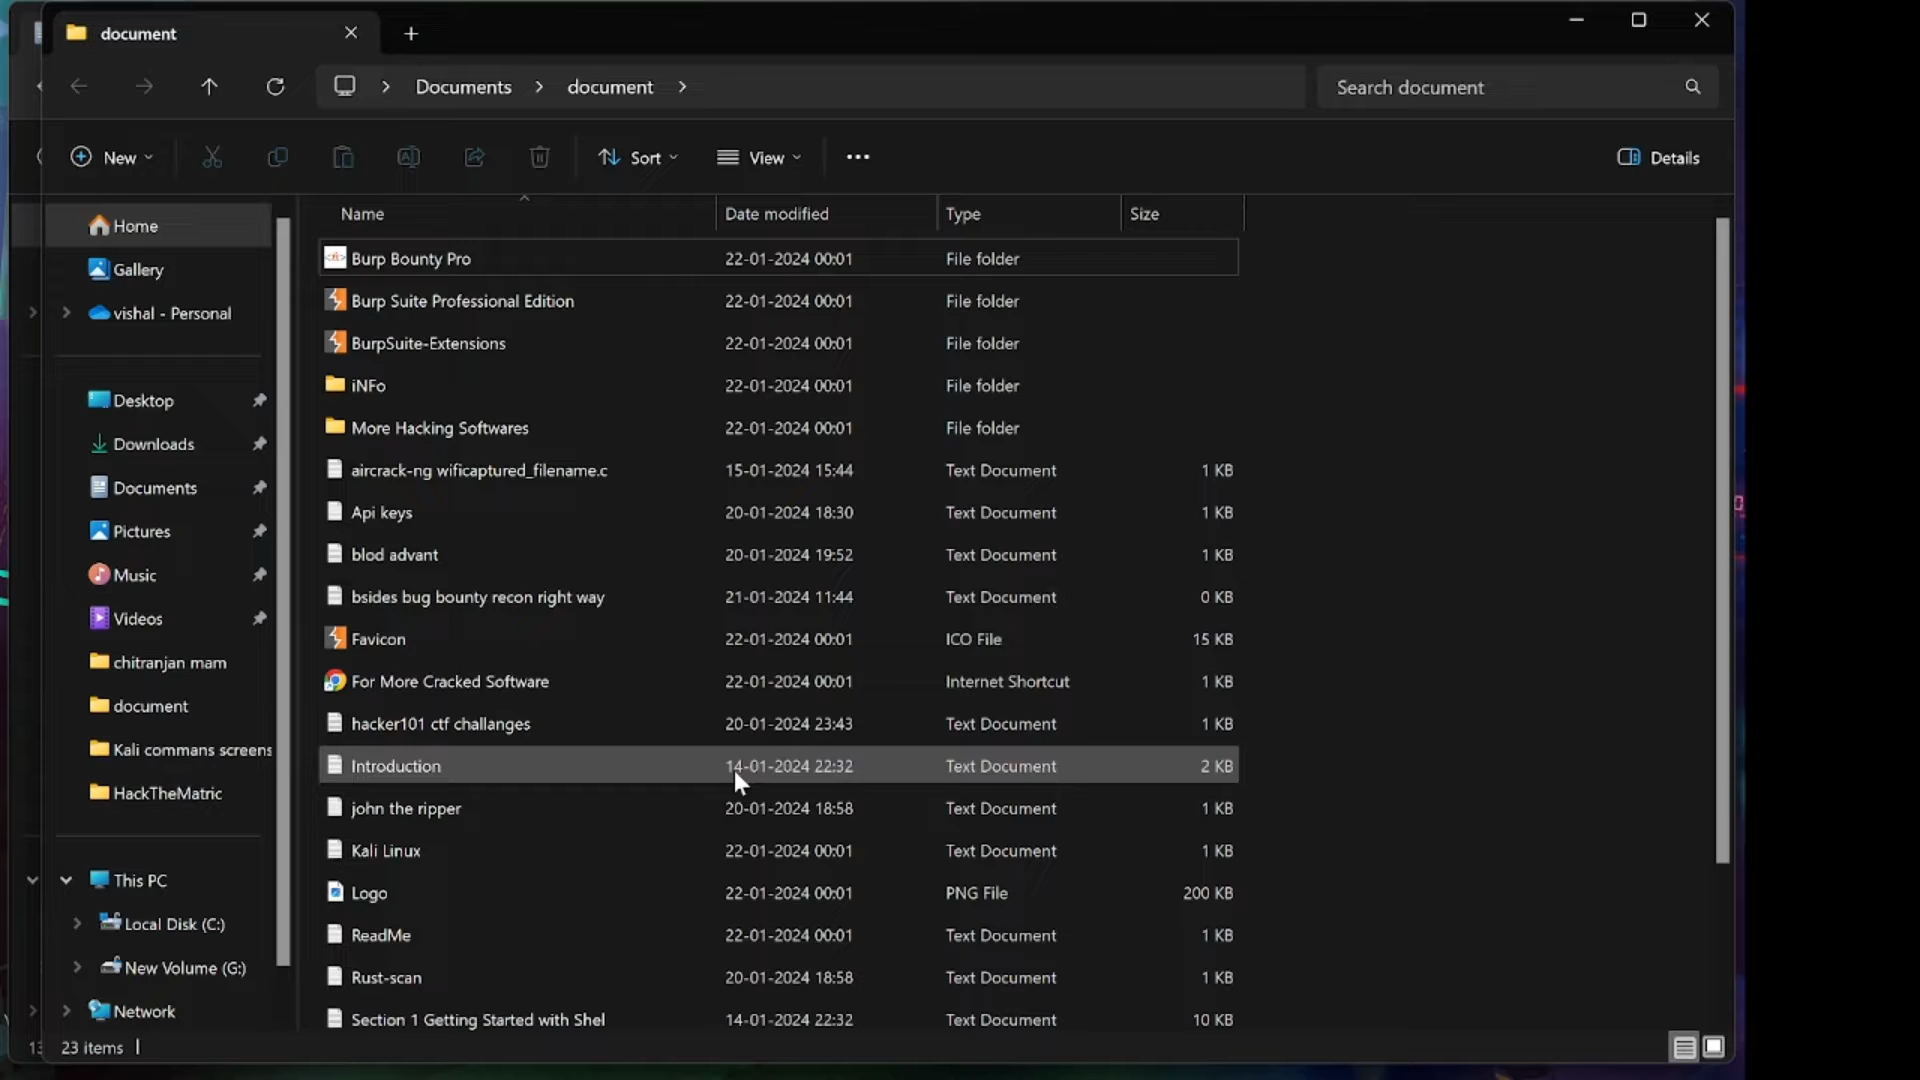 document
Documents document
Search document
New Sort View Details
Name Date modified Type Size
Home
Gallery
vishal - Personal
Desktop
Downloads
Documents
Pictures
Music
Videos
chitranjan mam
document
Kali commans screens
HackTheMatric
This PC
Local Disk (C:)
New Volume (G:)
Network
Burp Bounty Pro 22-01-2024 00:01 File folder
Burp Suite Professional Edition 22-01-2024 00:01 File folder
BurpSuite-Extensions 22-01-2024 00:01 File folder
iNFo 22-01-2024 00:01 File folder
More Hacking Softwares 22-01-2024 00:01 File folder
aircrack-ng wificaptured_filename.c 15-01-2024 15:44 Text Document 1 KB
Api keys 20-01-2024 18:30 Text Document 1 KB
blod advant 20-01-2024 19:52 Text Document 1 KB
bsides bug bounty recon right way 21-01-2024 11:44 Text Document 0 KB
Favicon 22-01-2024 00:01 ICO File 15 KB
For More Cracked Software 22-01-2024 00:01 Internet Shortcut 1 KB
hacker101 ctf challanges 20-01-2024 23:43 Text Document 1 KB
Introduction 14-01-2024 22:32 Text Document 2 KB
john the ripper 20-01-2024 18:58 Text Document 1 KB
Kali Linux 22-01-2024 00:01 Text Document 1 KB
Logo 22-01-2024 00:01 PNG File 200 KB
ReadMe 22-01-2024 00:01 Text Document 1 KB
Rust-scan 20-01-2024 18:58 Text Document 1 KB
Section 1 Getting Started with Shel 14-01-2024 22:32 Text Document 10 KB
23 items